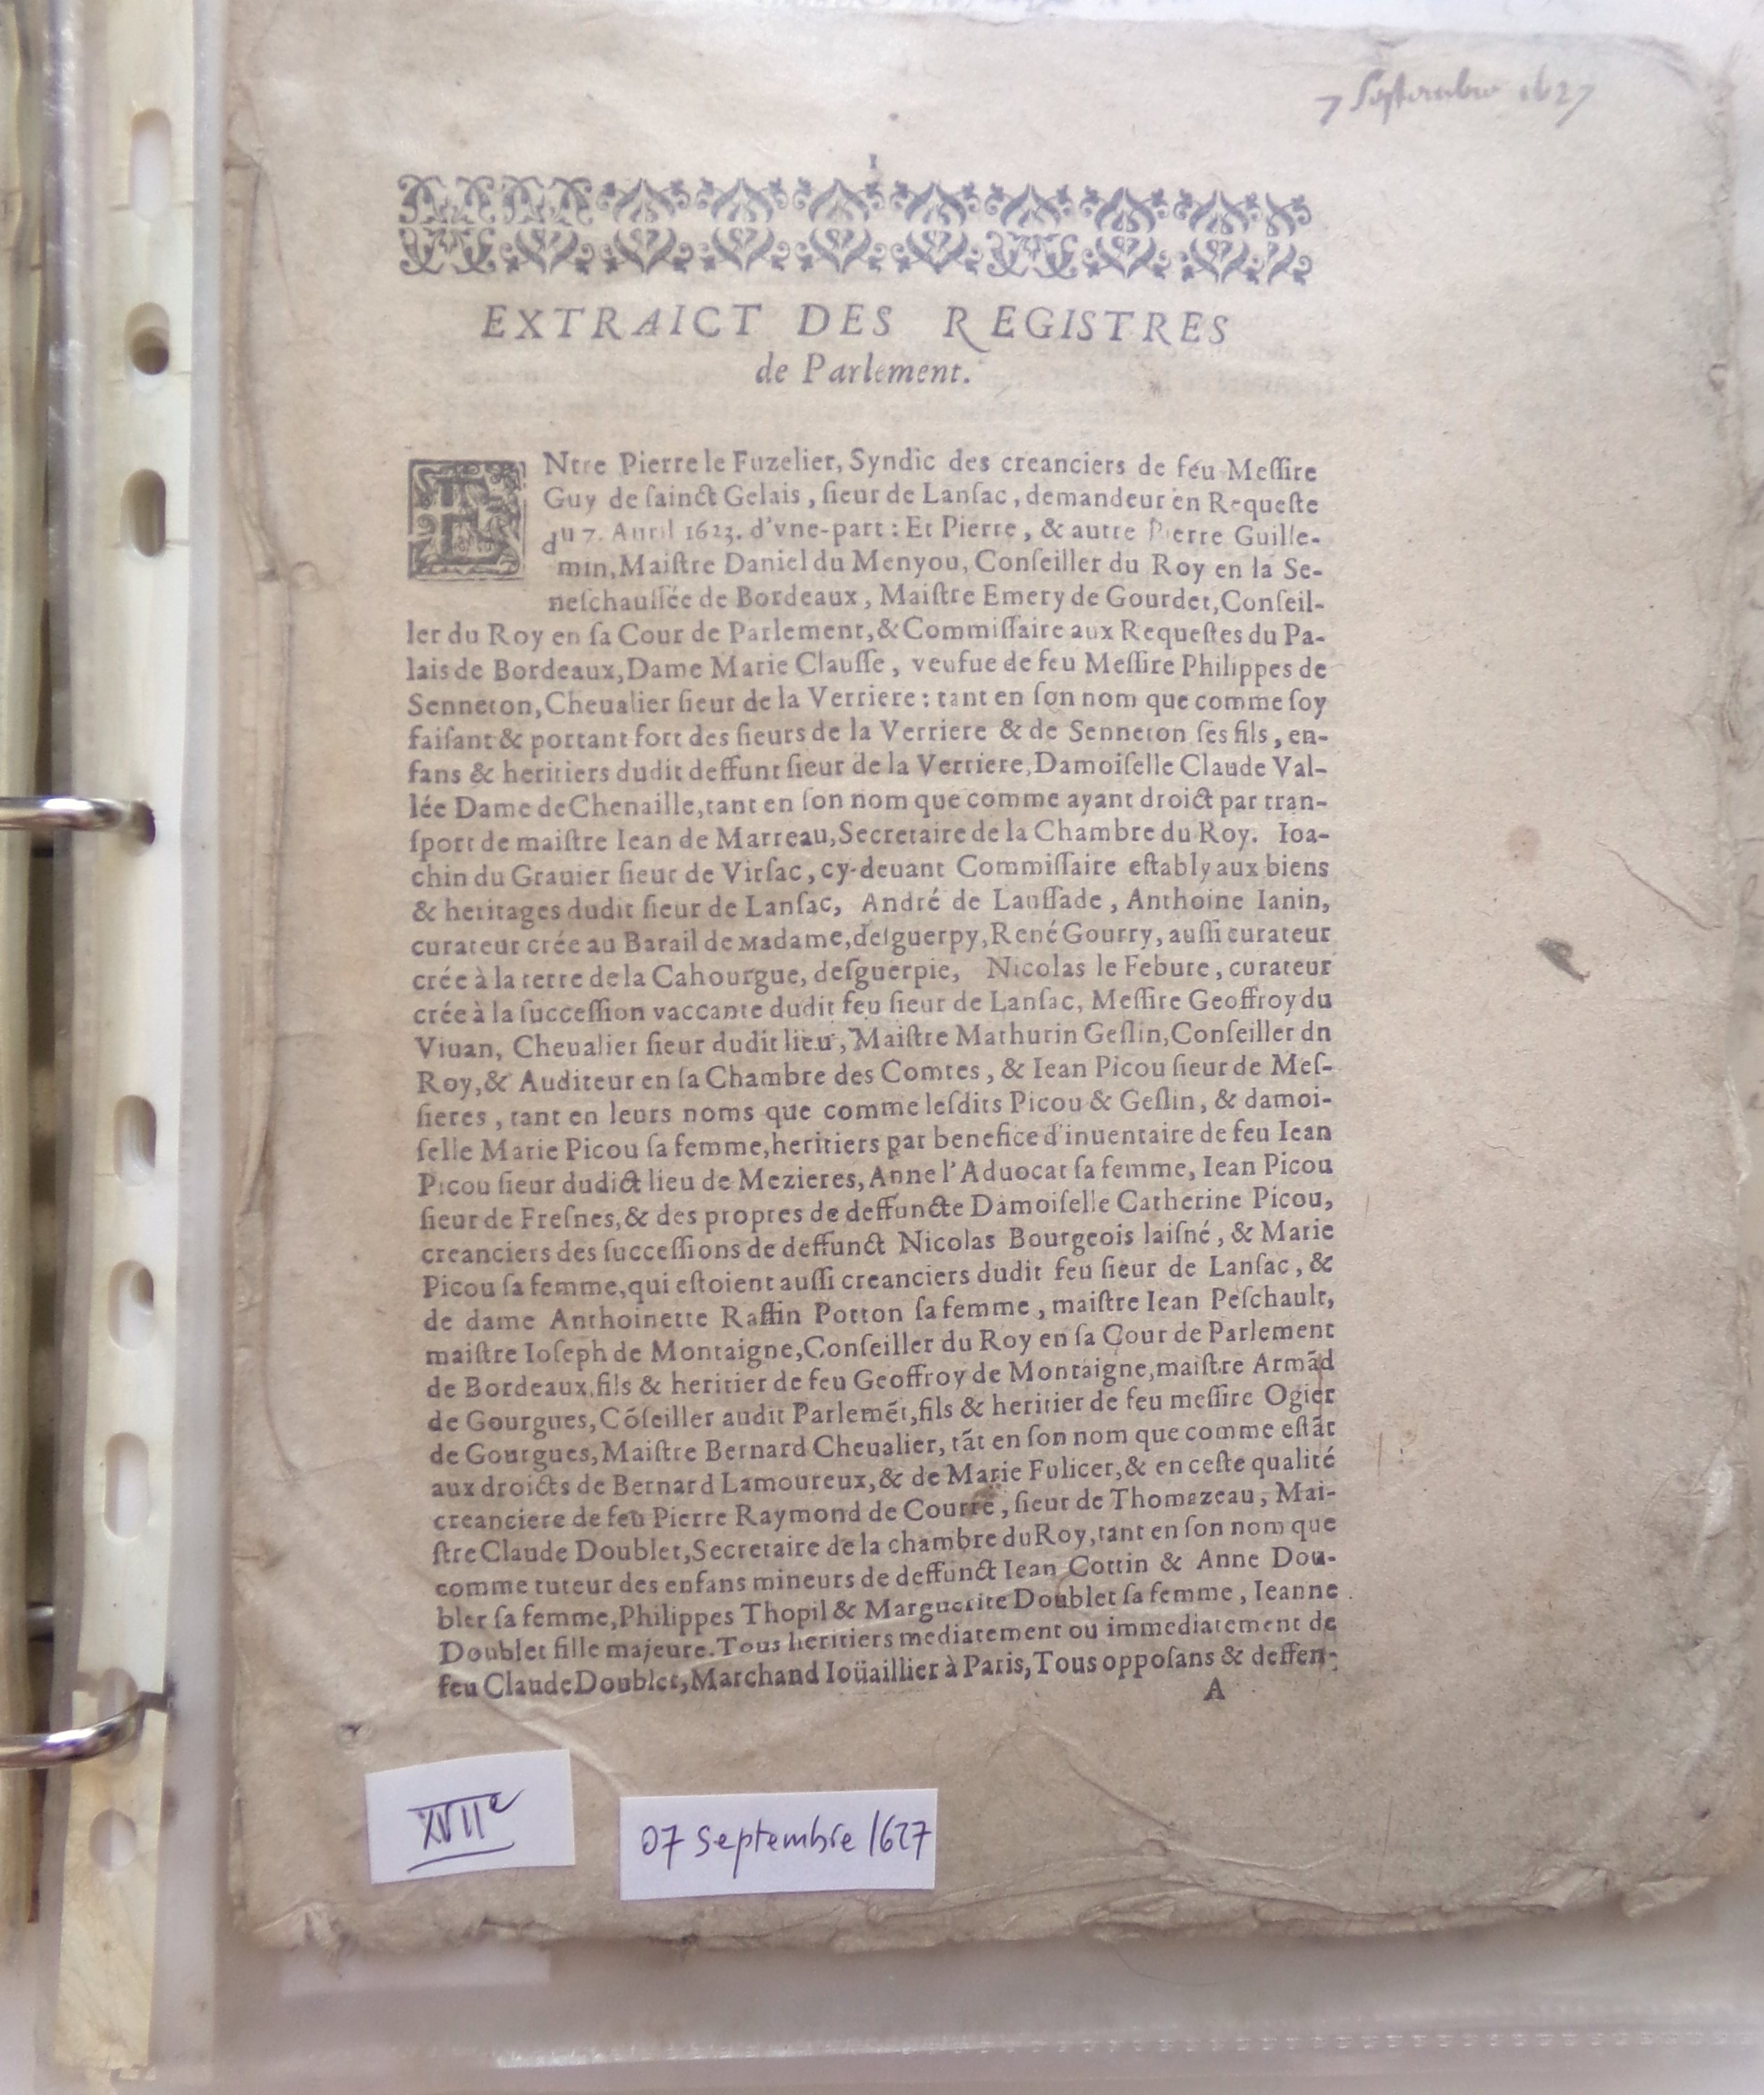 7 Septembre 1627
1
EXTRAICT DES REGISTRES
de Parlement.
ENtre Pierre le Fuzelier, Syndic des creanciers de feu Meſſire
Guy de ſainct Gelais, ſieur de Lanſac, demandeur en Requeſte
du 7. Auril 1623. d'vne-part : Et Pierre, & autre Pierre Guille-
min, Maiſtre Daniel du Menyou, Conſeiller du Roy en la Se-
neſchauſſée de Bordeaux, Maiſtre Emery de Gourdet, Conſeil-
ler du Roy en ſa Cour de Parlement, & Commiſſaire aux Requeſtes du Pa-
lais de Bordeaux, Dame Marie Clauſſe, veufue de feu Meſſire Philippes de
Senneton, Cheualier ſieur de la Verriere : tant en ſon nom que comme ſoy
faiſant & portant fort des ſieurs de la Verriere & de Senneton ſes fils, en-
fans & heritiers dudit deffunt ſieur de la Verriere, Damoiſelle Claude Val-
lée Dame de Chenaille, tant en ſon nom que comme ayant droict par tran-
ſport de maiſtre Iean de Marreau, Secretaire de la Chambre du Roy. Ioa-
chin du Grauier ſieur de Virſac, cy-deuant Commiſſaire eſtably aux biens
& heritages dudit ſieur de Lanſac, André de Lauſſade, Anthoine Ianin,
curateur crée au Barail de Madame, deſguerpy, René Gourry, auſſi curateur
crée à la terre de la Cahourgue, deſguerpie, Nicolas le Febure, curateur
crée à la ſucceſſion vaccante dudit feu ſieur de Lanſac, Meſſire Geoffroy du
Viuan, Cheualier ſieur dudit lieu, Maiſtre Mathurin Geſlin, Conſeiller dn
Roy, & Auditeur en ſa Chambre des Comtes, & Iean Picou ſieur de Meſ-
ſieres, tant en leurs noms que comme leſdits Picou & Geſlin, & damoi-
ſelle Marie Picou ſa femme, heritiers par benefice d'inuentaire de feu Iean
Picou ſieur dudict lieu de Mezieres, Anne l'Aduocat ſa femme, Iean Picou
ſieur de Freſnes, & des propres de deffuncte Damoiſelle Catherine Picou,
creanciers des ſucceſſions de deffunct Nicolas Bourgeois laiſné, & Marie
Picou ſa femme, qui eſtoient auſſi creanciers dudit feu ſieur de Lanſac, &
de dame Anthoinette Raffin Potton ſa femme, maiſtre Iean Peſchault,
maiſtre Ioſeph de Montaigne, Conſeiller du Roy en ſa Cour de Parlement
de Bordeaux, fils & heritier de feu Geoffroy de Montaigne, maiſtre Armãd
de Gourgues, Cõſeiller audit Parlemẽt, fils & heritier de feu meſſire Ogier
de Gourgues, Maiſtre Bernard Cheualier, tãt en ſon nom que comme eſtãt
aux droicts de Bernard Lamoureux, & de Marie Fulicer, & en ceſte qualité
creanciere de feu Pierre Raymond de Courre, ſieur de Thomazeau, Mai-
ſtre Claude Doublet, Secretaire de la chambre du Roy, tant en ſon nom que
comme tuteur des enfans mineurs de deffunct Iean Cottin & Anne Dou-
blet ſa femme, Philippes Thopil & Marguerite Doublet ſa femme, Ieanne
Doublet fille majeure. Tous heritiers mediatement ou immediatement de
feu Claude Doublet, Marchand Ioüaillier à Paris, Tous oppoſans & deffen-
A
XVIIe
07 septembre 1627